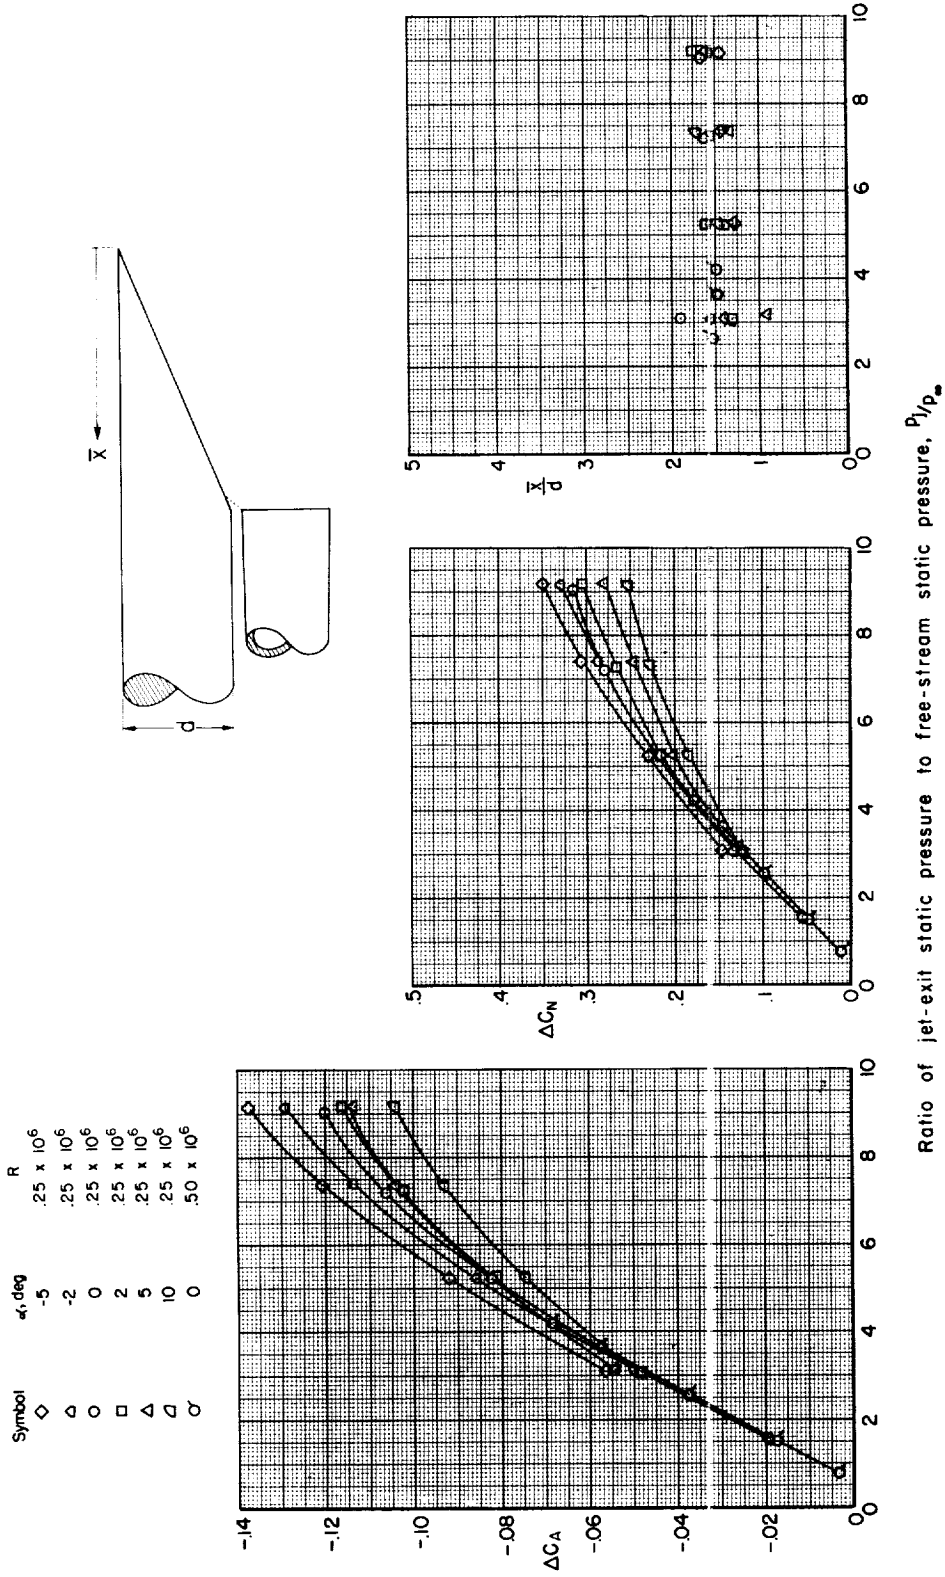 Symbol α, deg R
-5 .25 x 10⁶
-2 .25 x 10⁶
0 .25 x 10⁶
2 .25 x 10⁶
5 .25 x 10⁶
10 .25 x 10⁶
0 .50 x 10⁶
x̄
d
-.14
-.12
-.10
-.08
ΔC_A
-.06
-.04
-.02
0
0 2 4 6 8 10
.5
.4
ΔC_N
.3
.2
.1
0
0 2 4 6 8 10
5
4
x̄/d
3
2
1
0
0 2 4 6 8 10
Ratio of jet-exit static pressure to free-stream static pressure, p_j/p_∞